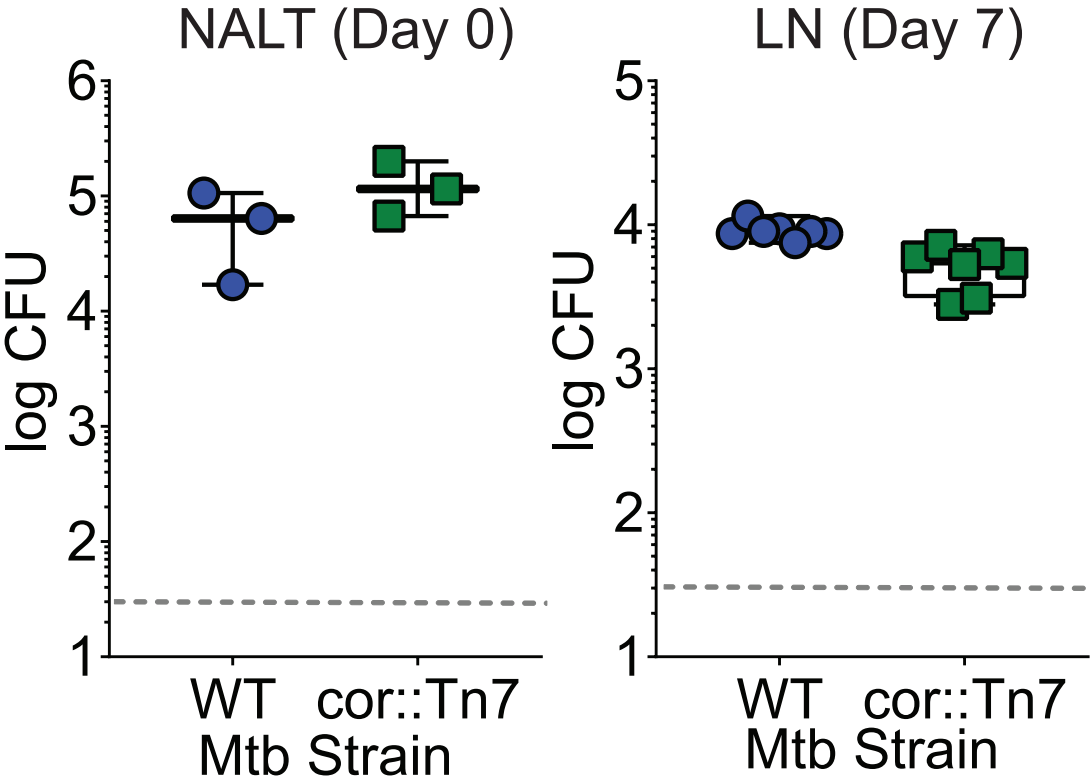 NALT (Day 0)
log CFU
6
5
4
3
2
1
WT cor::Tn7
Mtb Strain
LN (Day 7)
log CFU
5
4
3
2
1
WT cor::Tn7
Mtb Strain